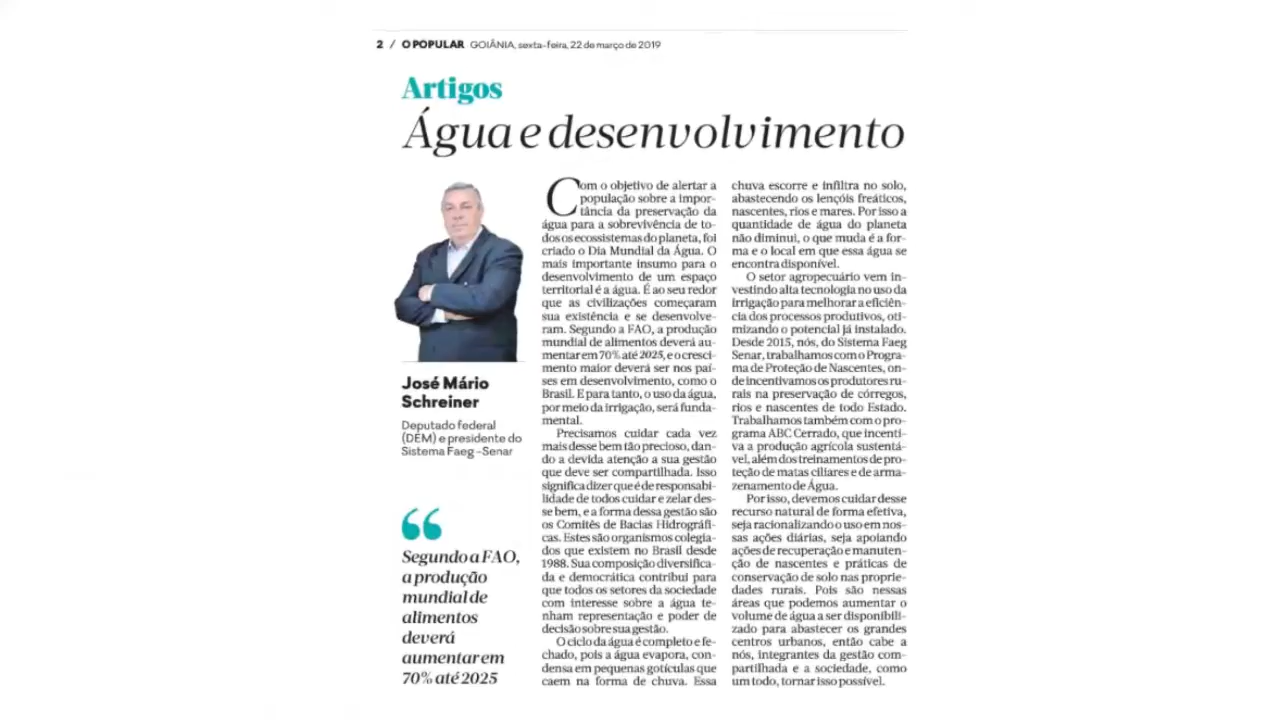 2 / O POPULAR GOIÂNIA, sexta-feira, 22 de março de 2019
Artigos
Água e desenvolvimento
José Mário
Schreiner
Deputado federal
(DEM) e presidente do
Sistema Faeg -Senar
Segundo a FAO,
a produção
mundial de
alimentos
deverá
aumentar em
70% até 2025
Com o objetivo de alertar a
população sobre a impor-
tância da preservação da
água para a sobrevivência de to-
dos os ecossistemas do planeta, foi
criado o Dia Mundial da Água. O
mais importante insumo para o
desenvolvimento de um espaço
territorial é a água. É ao seu redor
que as civilizações começaram
sua existência e se desenvolve-
ram. Segundo a FAO, a produção
mundial de alimentos deverá au-
mentar em 70% até 2025, e o cresci-
mento maior deverá ser nos paí-
ses em desenvolvimento, como o
Brasil. E para tanto, o uso da água,
por meio da irrigação, será funda-
mental.
Precisamos cuidar cada vez
mais desse bem tão precioso, dan-
do a devida atenção a sua gestão
que deve ser compartilhada. Isso
significa dizer que é de responsabi-
lidade de todos cuidar e zelar des-
se bem, e a forma dessa gestão são
os Comitês de Bacias Hidrográfi-
cas. Estes são organismos colegia-
dos que existem no Brasil desde
1988. Sua composição diversifica-
da e democrática contribui para
que todos os setores da sociedade
com interesse sobre a água te-
nham representação e poder de
decisão sobre sua gestão.
O ciclo da água é completo e fe-
chado, pois a água evapora, con-
densa em pequenas gotículas que
caem na forma de chuva. Essa
chuva escorre e infiltra no solo,
abastecendo os lençóis freáticos,
nascentes, rios e mares. Por isso a
quantidade de água do planeta
não diminui, o que muda é a for-
ma e o local em que essa água se
encontra disponível.
O setor agropecuário vem in-
vestindo alta tecnologia no uso da
irrigação para melhorar a eficiên-
cia dos processos produtivos, oti-
mizando o potencial já instalado.
Desde 2015, nós, do Sistema Faeg
Senar, trabalhamos com o Progra-
ma de Proteção de Nascentes, on-
de incentivamos os produtores ru-
rais na preservação de córregos,
rios e nascentes de todo Estado.
Trabalhamos também com o pro-
grama ABC Cerrado, que incenti-
va a produção agrícola sustentá-
vel, além dos treinamentos de pro-
teção de matas ciliares e de arma-
zenamento de Água.
Por isso, devemos cuidar desse
recurso natural de forma efetiva,
seja racionalizando o uso em nos-
sas ações diárias, seja apoiando
ações de recuperação e manuten-
ção de nascentes e práticas de
conservação de solo nas proprie-
dades rurais. Pois são nessas
áreas que podemos aumentar o
volume de água a ser disponibili-
zado para abastecer os grandes
centros urbanos, então cabe a
nós, integrantes da gestão com-
partilhada e a sociedade, como
um todo, tornar isso possível.